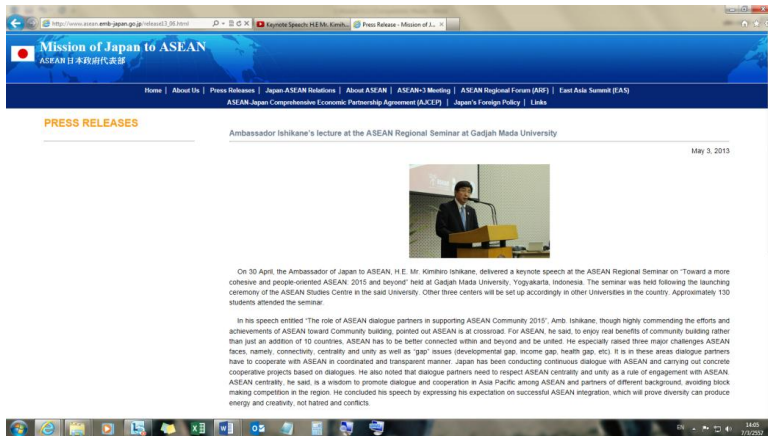 http://www.asean.emb-japan.go.jp/release13_06.html
Keynote Speech: H.E Mr. Kimih...
Press Release - Mission of J...
Mission of Japan to ASEAN
ASEAN日本政府代表部
Home | About Us | Press Releases | Japan-ASEAN Relations | About ASEAN | ASEAN+3 Meeting | ASEAN Regional Forum (ARF) | East Asia Summit (EAS)
ASEAN-Japan Comprehensive Economic Partnership Agreement (AJCEP) | Japan's Foreign Policy | Links
PRESS RELEASES
Ambassador Ishikane's lecture at the ASEAN Regional Seminar at Gadjah Mada University
May 3, 2013
On 30 April, the Ambassador of Japan to ASEAN, H.E. Mr. Kimihiro Ishikane, delivered a keynote speech at the ASEAN Regional Seminar on "Toward a more
cohesive and people-oriented ASEAN: 2015 and beyond" held at Gadjah Mada University, Yogyakarta, Indonesia. The seminar was held following the launching
ceremony of the ASEAN Studies Centre in the said University. Other three centers will be set up accordingly in other Universities in the country. Approximately 130
students attended the seminar.
In his speech entitled "The role of ASEAN dialogue partners in supporting ASEAN Community 2015", Amb. Ishikane, though highly commending the efforts and
achievements of ASEAN toward Community building, pointed out ASEAN is at crossroad. For ASEAN, he said, to enjoy real benefits of community building rather
than just an addition of 10 countries, ASEAN has to be better connected within and beyond and be united. He especially raised three major challenges ASEAN
faces, namely, connectivity, centrality and unity as well as "gap" issues (developmental gap, income gap, health gap, etc). It is in these areas dialogue partners
have to cooperate with ASEAN in coordinated and transparent manner. Japan has been conducting continuous dialogue with ASEAN and carrying out concrete
cooperative projects based on dialogues. He also noted that dialogue partners need to respect ASEAN centrality and unity as a rule of engagement with ASEAN.
ASEAN centrality, he said, is a wisdom to promote dialogue and cooperation in Asia Pacific among ASEAN and partners of different background, avoiding block
making competition in the region. He concluded his speech by expressing his expectation on successful ASEAN integration, which will prove diversity can produce
energy and creativity, not hatred and conflicts.
EN
14:05
7/3/2557